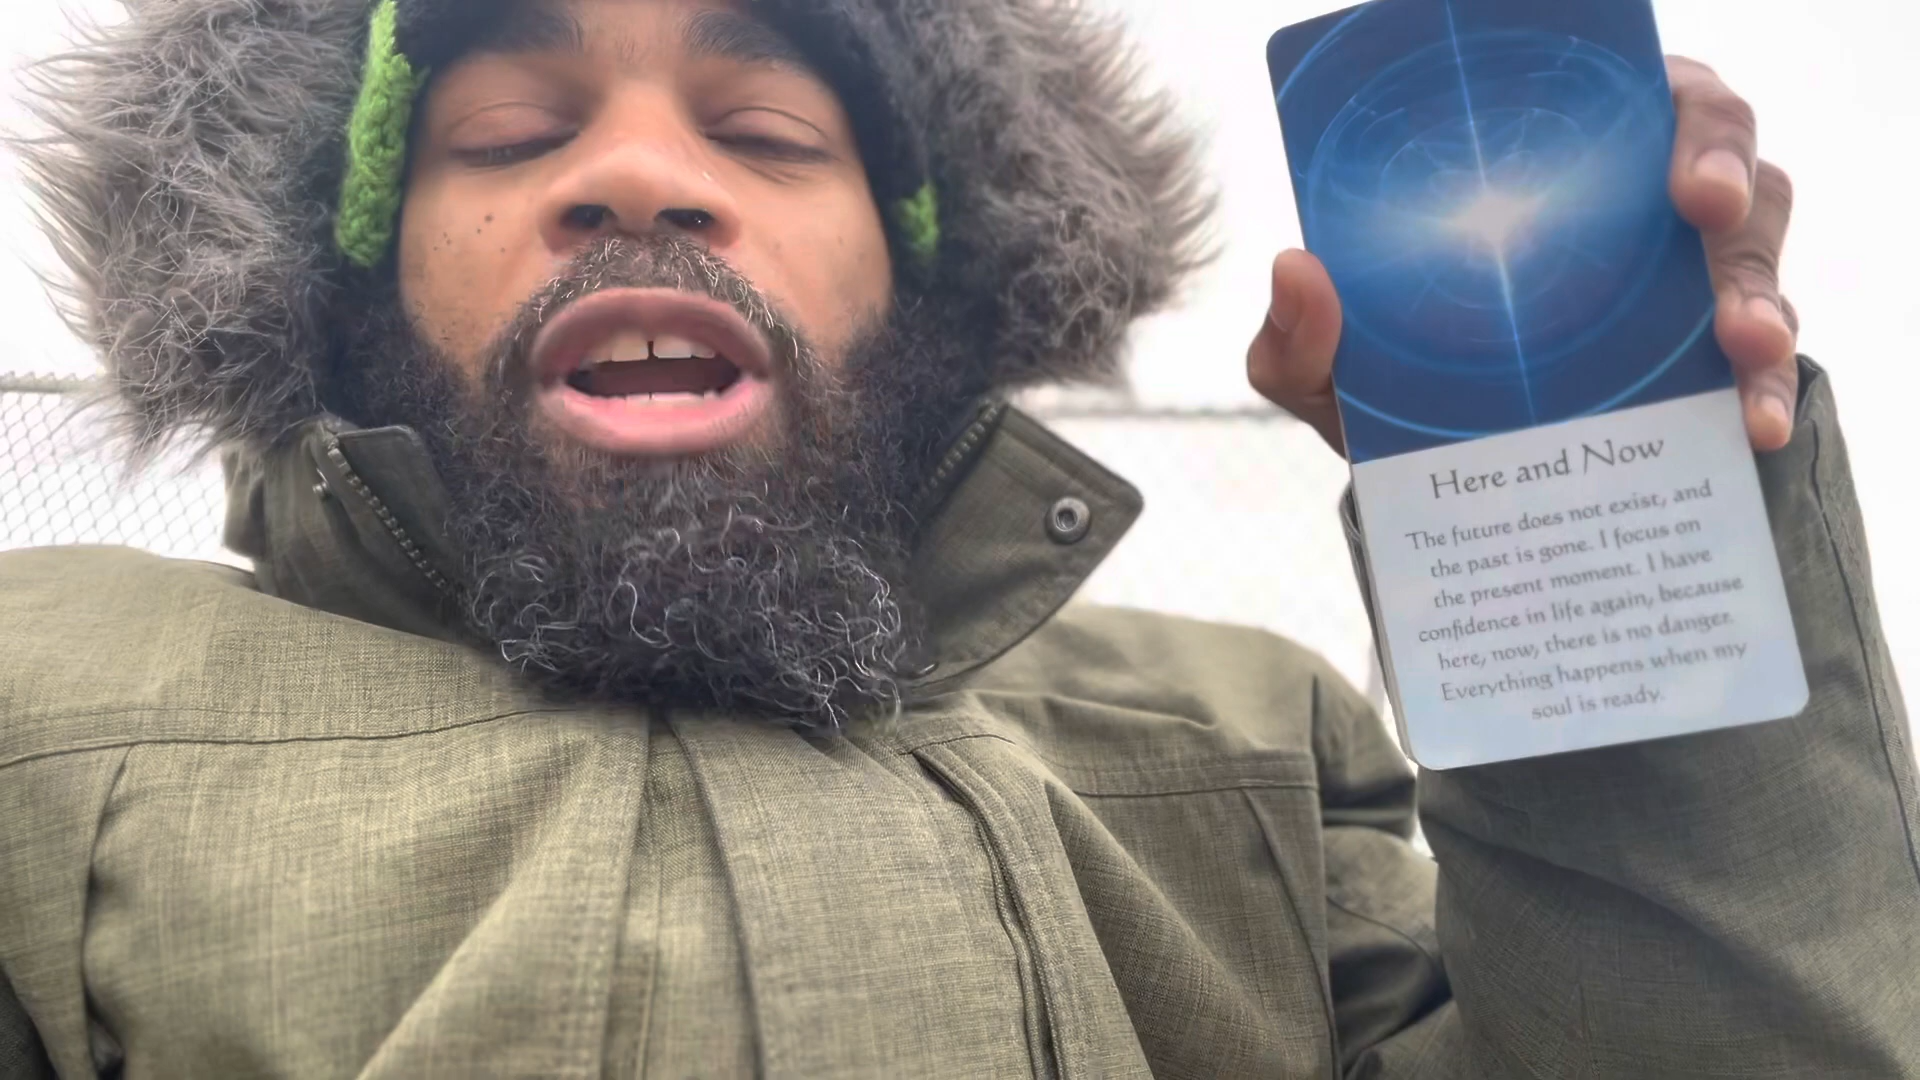 Here and Now
The future does not exist, and
the past is gone. I focus on
the present moment. I have
confidence in life again, because
here, now, there is no danger.
Everything happens when my
soul is ready.